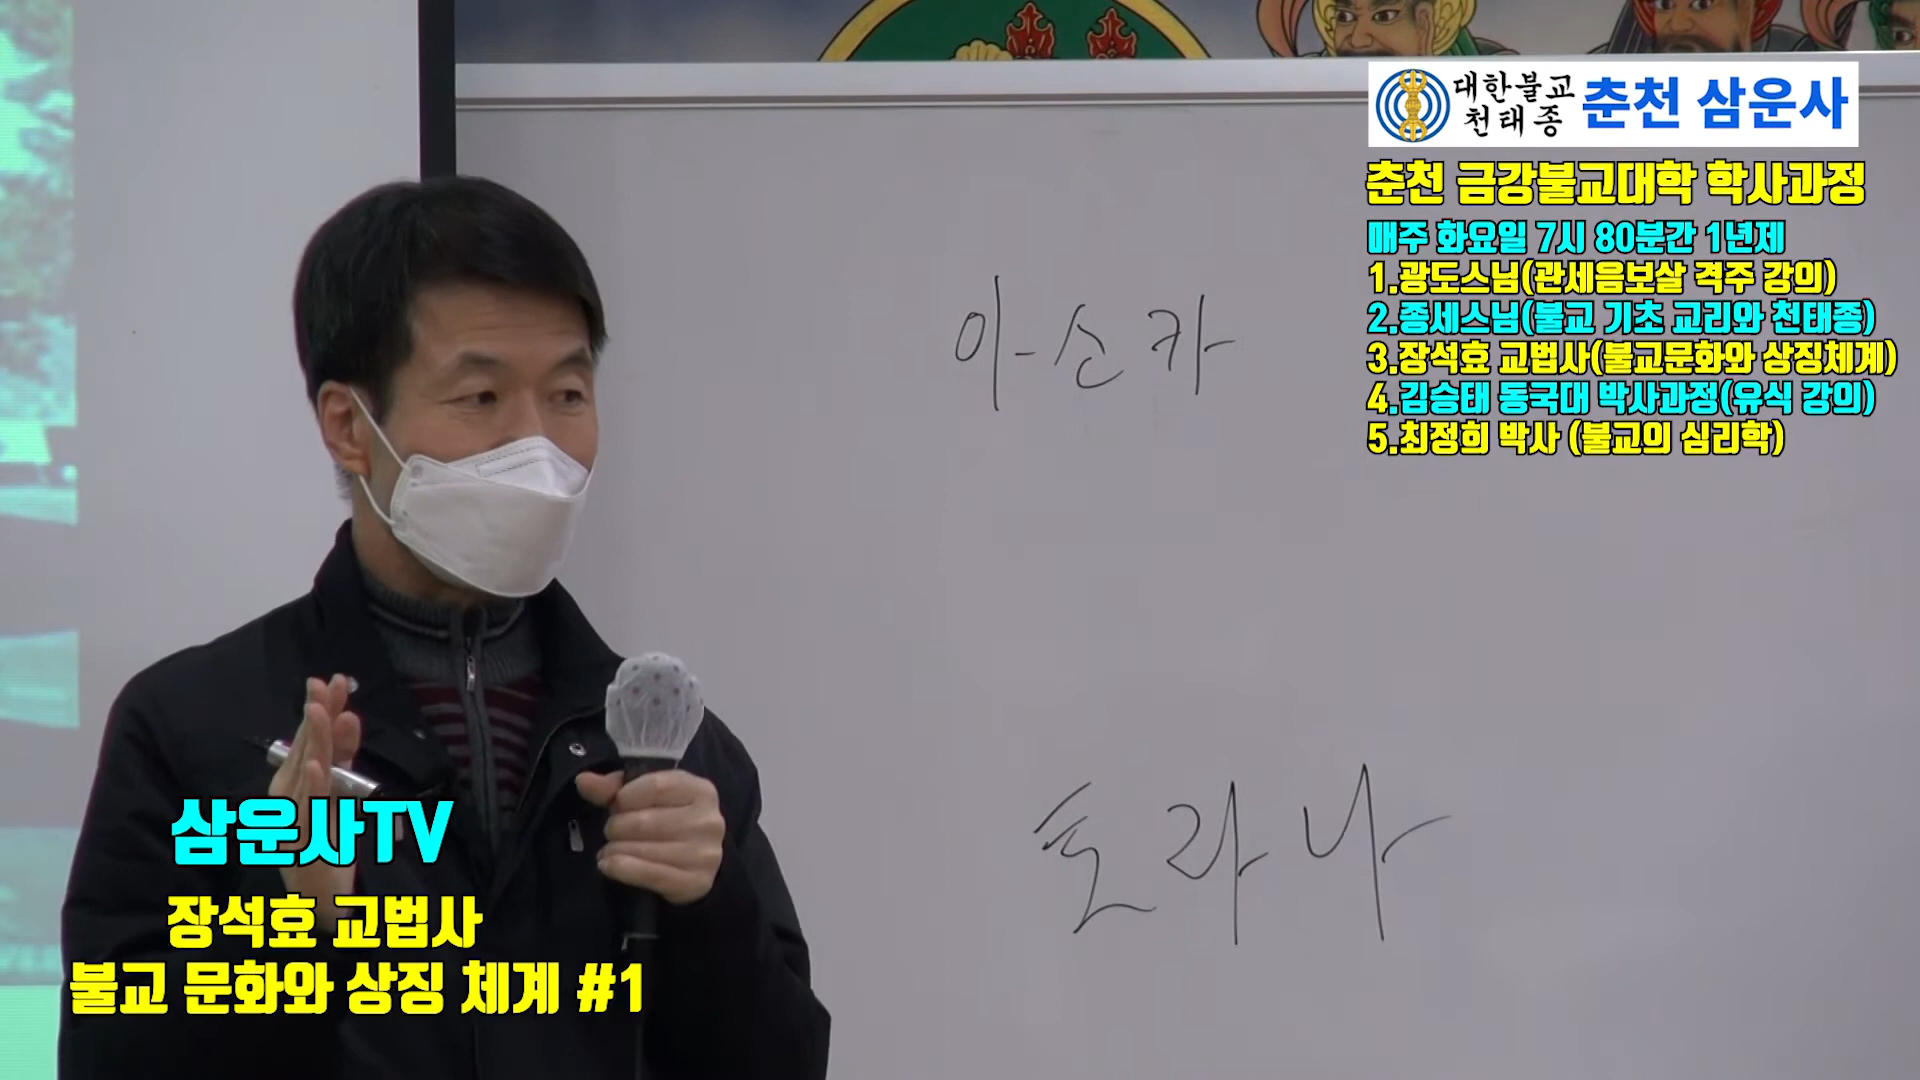 대한불교
천태종
춘천 삼운사
춘천 금강불교대학 학사과정
매주 화요일 7시 80분간 1년제
1.광도스님(관세음보살 격주 강의)
2.종세스님(불교 기초 교리와 천태종)
3.장석효 교법사(불교문화와 상징체계)
4.김승태 동국대 박사과정(유식 강의)
5.최정희 박사 (불교의 심리학)
아-쇼카
토라나
삼운사TV
장석효 교법사
불교 문화와 상징 체계 #1